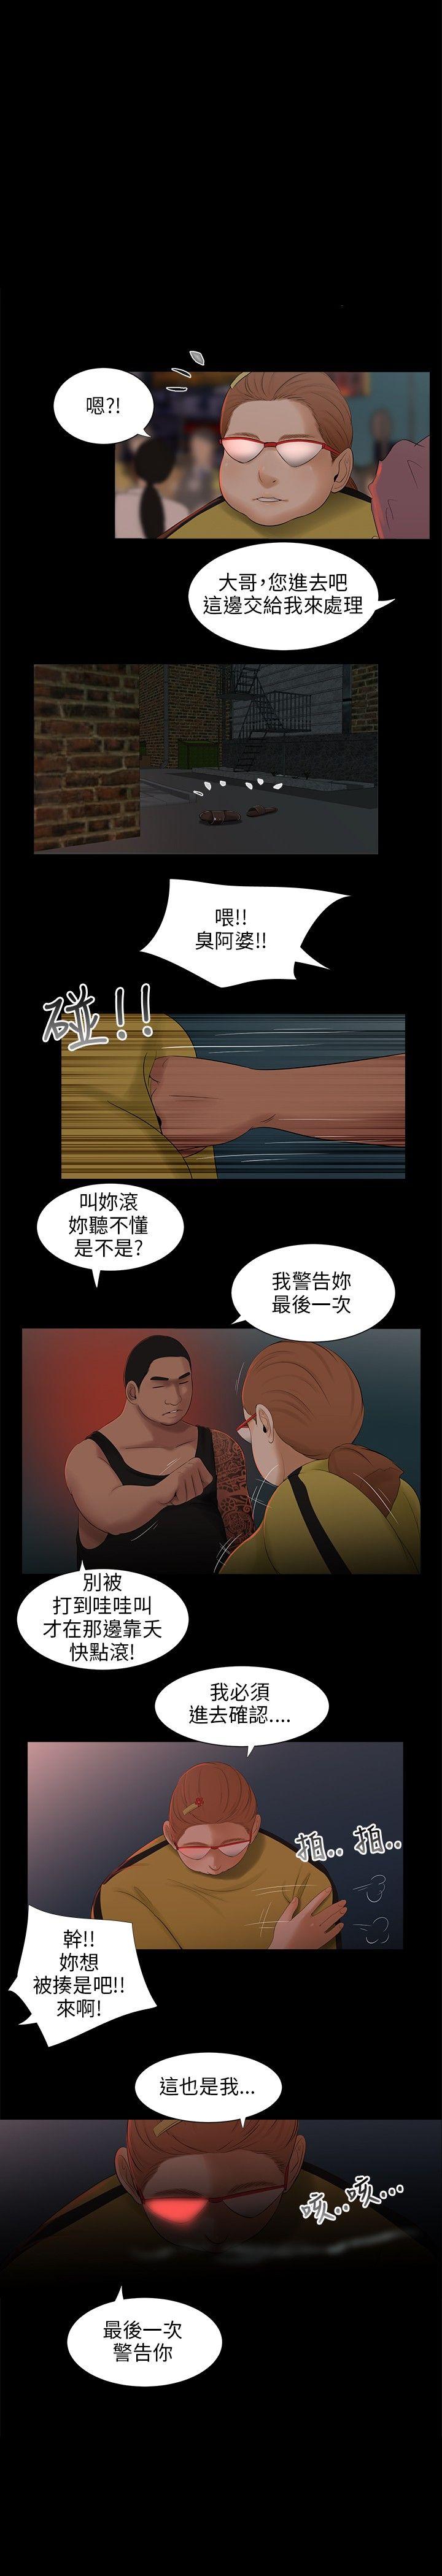 嗯?!
大哥,您進去吧
這邊交給我來處理
喂!!
臭阿婆!!
碰!!
叫妳滾
妳聽不懂
是不是?
我警告妳
最後一次
別被
打到哇哇叫
才在那邊靠夭
快點滾!
我必須
進去確認....
拍.. 拍..
幹!!
妳想
被揍是吧!!
來啊!
這也是我...
咳..咳...
最後一次
警告你